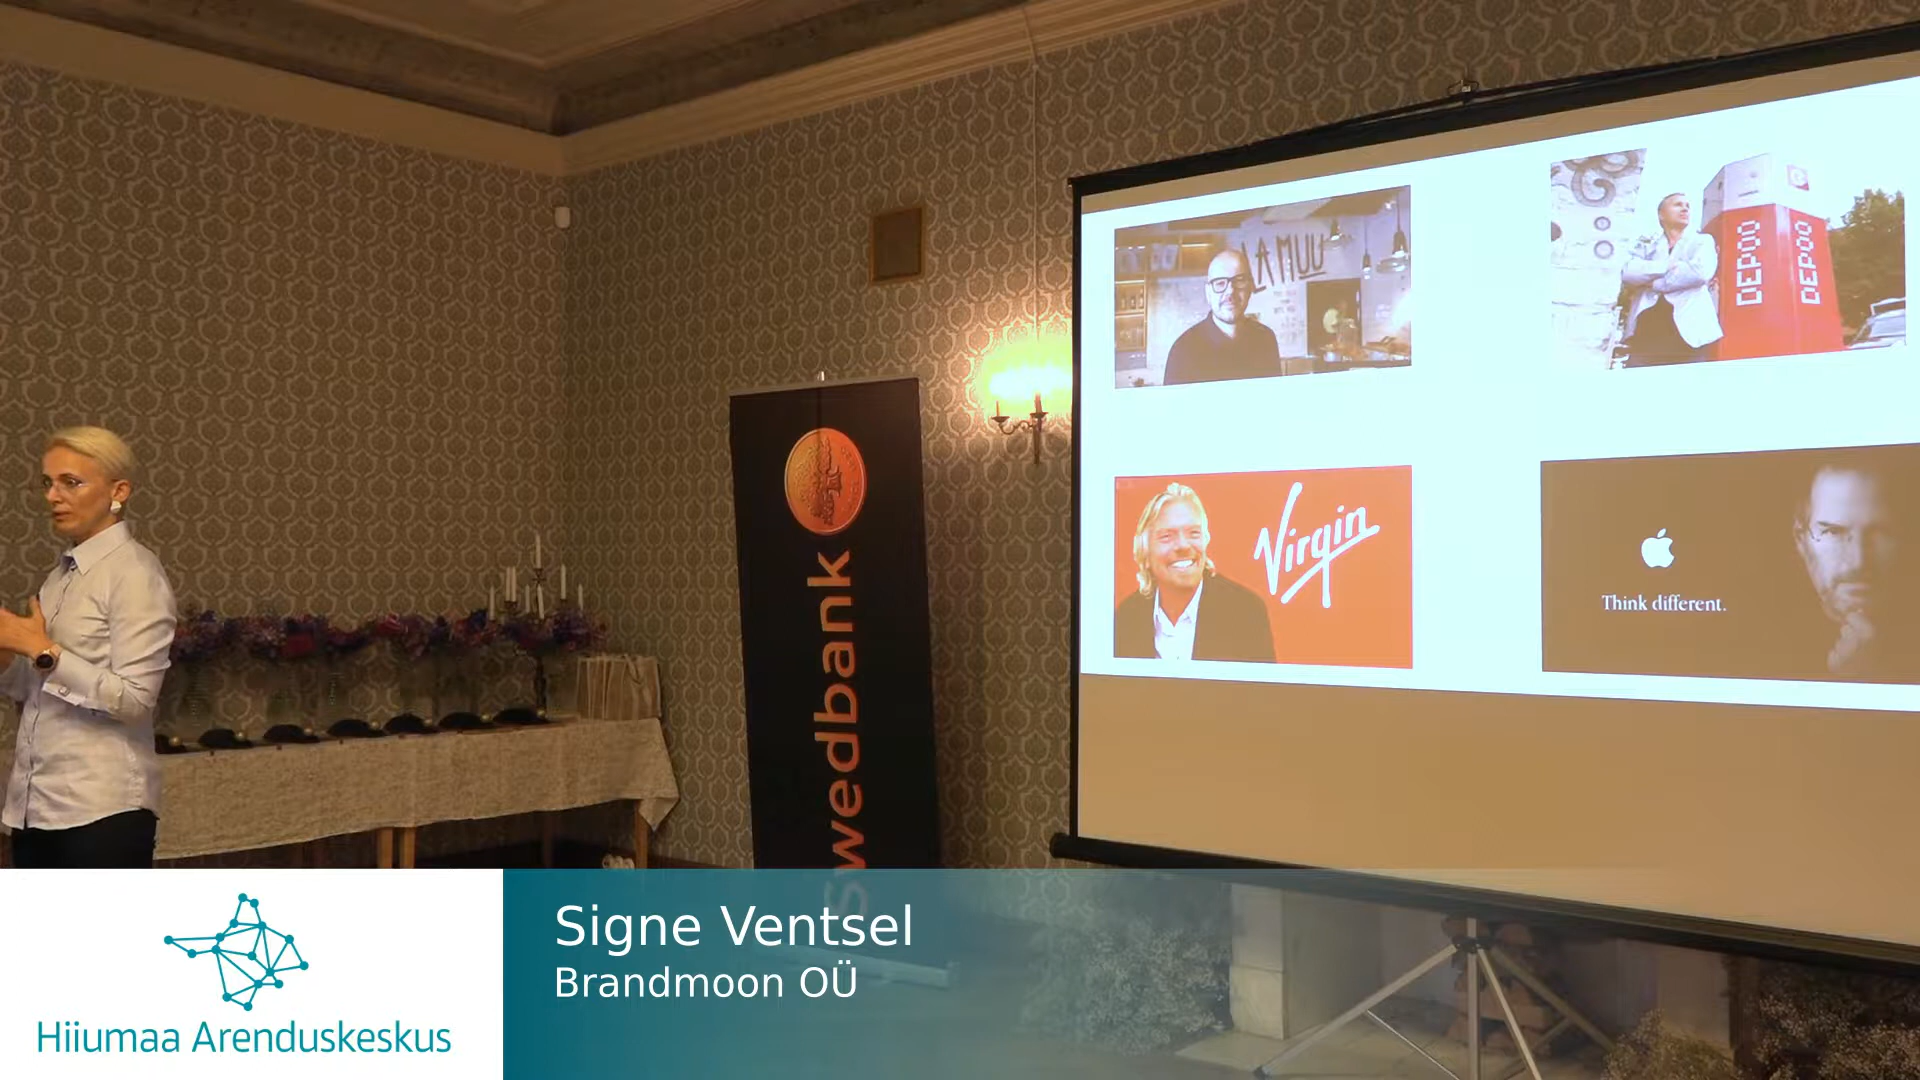 LA MUU
DEPOO
DEPOO
Virgin
Think different.
Swedbank
Signe Ventsel
Brandmoon OÜ
Hiiumaa Arenduskeskus